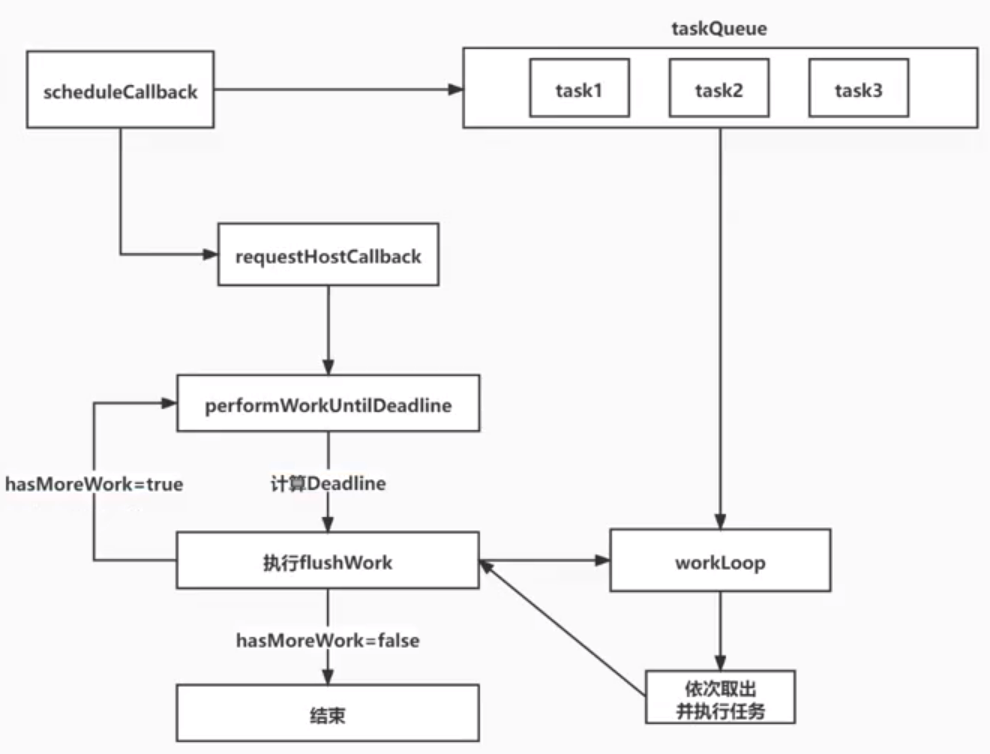 taskQueue
scheduleCallback
task1
task2
task3
requestHostCallback
performWorkUntilDeadline
hasMoreWork=true
计算Deadline
执行flushWork
workLoop
hasMoreWork=false
依次取出
并执行任务
结束